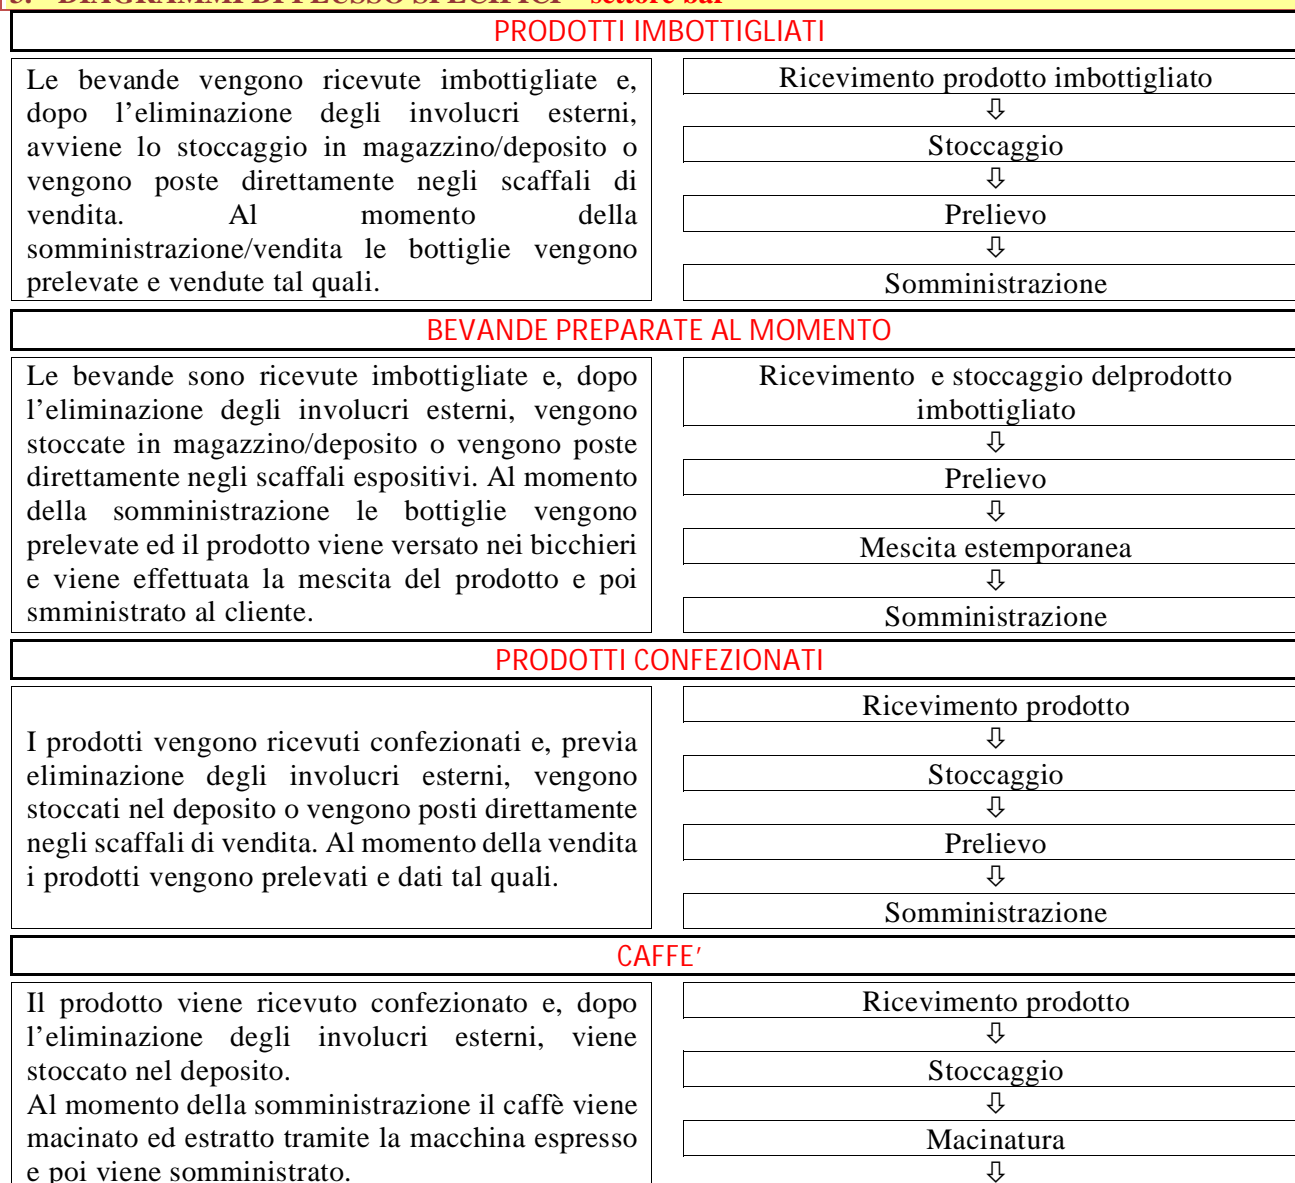 DIAGRAMMI DI FLUSSO SPECIFICI settore bar
PRODOTTI IMBOTTIGLIATI
Le bevande vengono ricevute imbottigliate e,
dopo l’eliminazione degli involucri esterni,
avviene lo stoccaggio in magazzino/deposito o
vengono poste direttamente negli scaffali di
vendita. Al momento della
somministrazione/vendita le bottiglie vengono
prelevate e vendute tal quali.
Ricevimento prodotto imbottigliato
⇩
Stoccaggio
⇩
Prelievo
⇩
Somministrazione
BEVANDE PREPARATE AL MOMENTO
Le bevande sono ricevute imbottigliate e, dopo
l’eliminazione degli involucri esterni, vengono
stoccate in magazzino/deposito o vengono poste
direttamente negli scaffali espositivi. Al momento
della somministrazione le bottiglie vengono
prelevate ed il prodotto viene versato nei bicchieri
e viene effettuata la mescita del prodotto e poi
smministrato al cliente.
Ricevimento e stoccaggio delprodotto
imbottigliato
⇩
Prelievo
⇩
Mescita estemporanea
⇩
Somministrazione
PRODOTTI CONFEZIONATI
I prodotti vengono ricevuti confezionati e, previa
eliminazione degli involucri esterni, vengono
stoccati nel deposito o vengono posti direttamente
negli scaffali di vendita. Al momento della vendita
i prodotti vengono prelevati e dati tal quali.
Ricevimento prodotto
⇩
Stoccaggio
⇩
Prelievo
⇩
Somministrazione
CAFFE’
Il prodotto viene ricevuto confezionato e, dopo
l’eliminazione degli involucri esterni, viene
stoccato nel deposito.
Al momento della somministrazione il caffè viene
macinato ed estratto tramite la macchina espresso
e poi viene somministrato.
Ricevimento prodotto
⇩
Stoccaggio
⇩
Macinatura
⇩